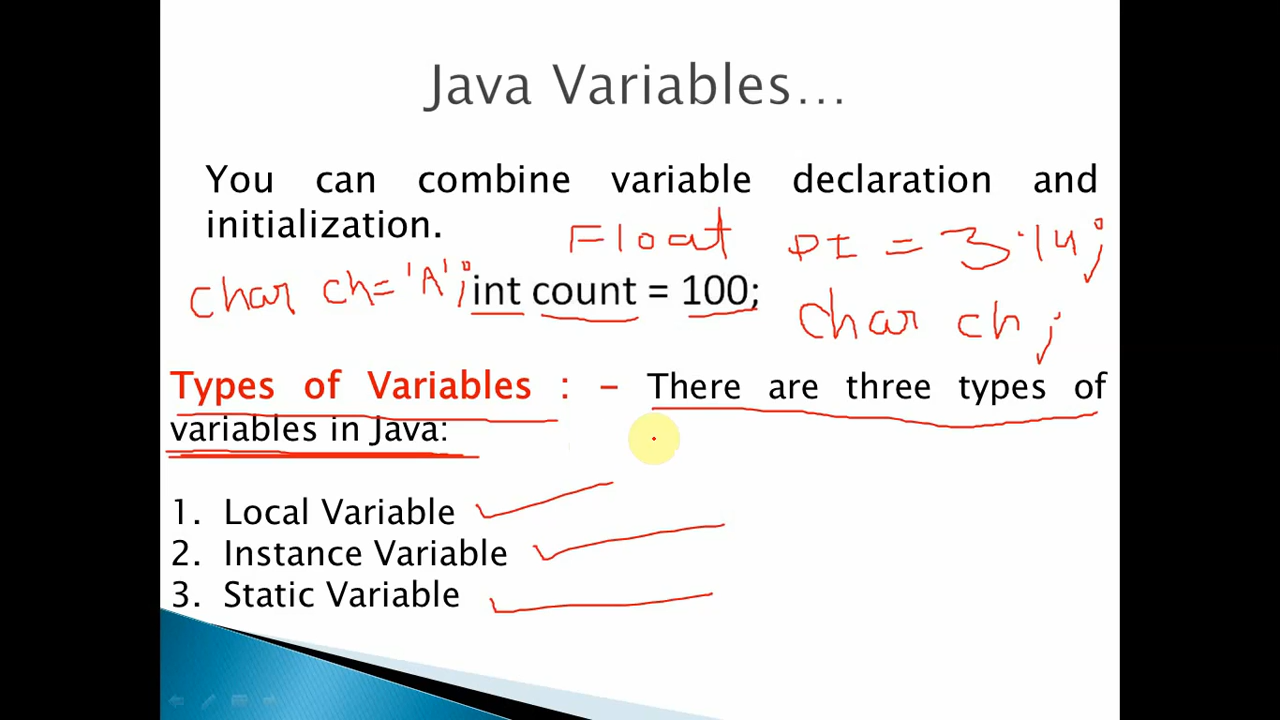 Java Variables...
You can combine variable declaration and
initialization.
Float PI = 3.14;
char ch='A';
int count = 100;
char ch;
Types of Variables : – There are three types of
variables in Java:
1. Local Variable
2. Instance Variable
3. Static Variable